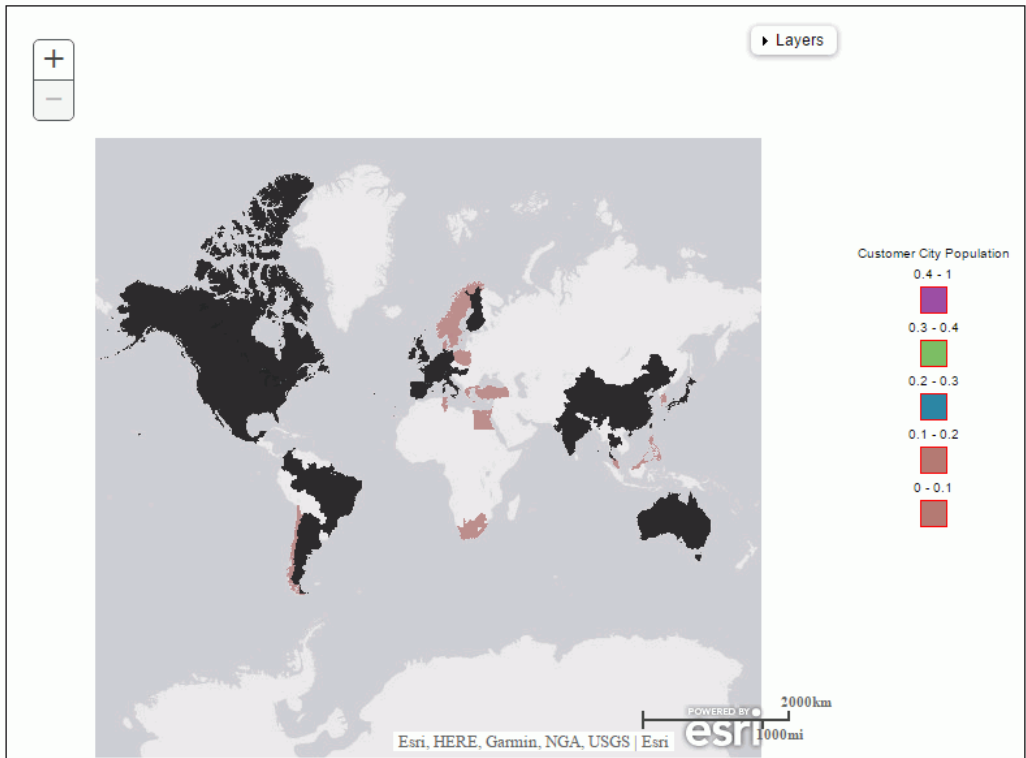 +
Layers
−
Customer City Population
0.4 - 1
0.3 - 0.4
0.2 - 0.3
0.1 - 0.2
0 - 0.1
2000km
POWERED BY
esri
1000mi
Esri, HERE, Garmin, NGA, USGS | Esri